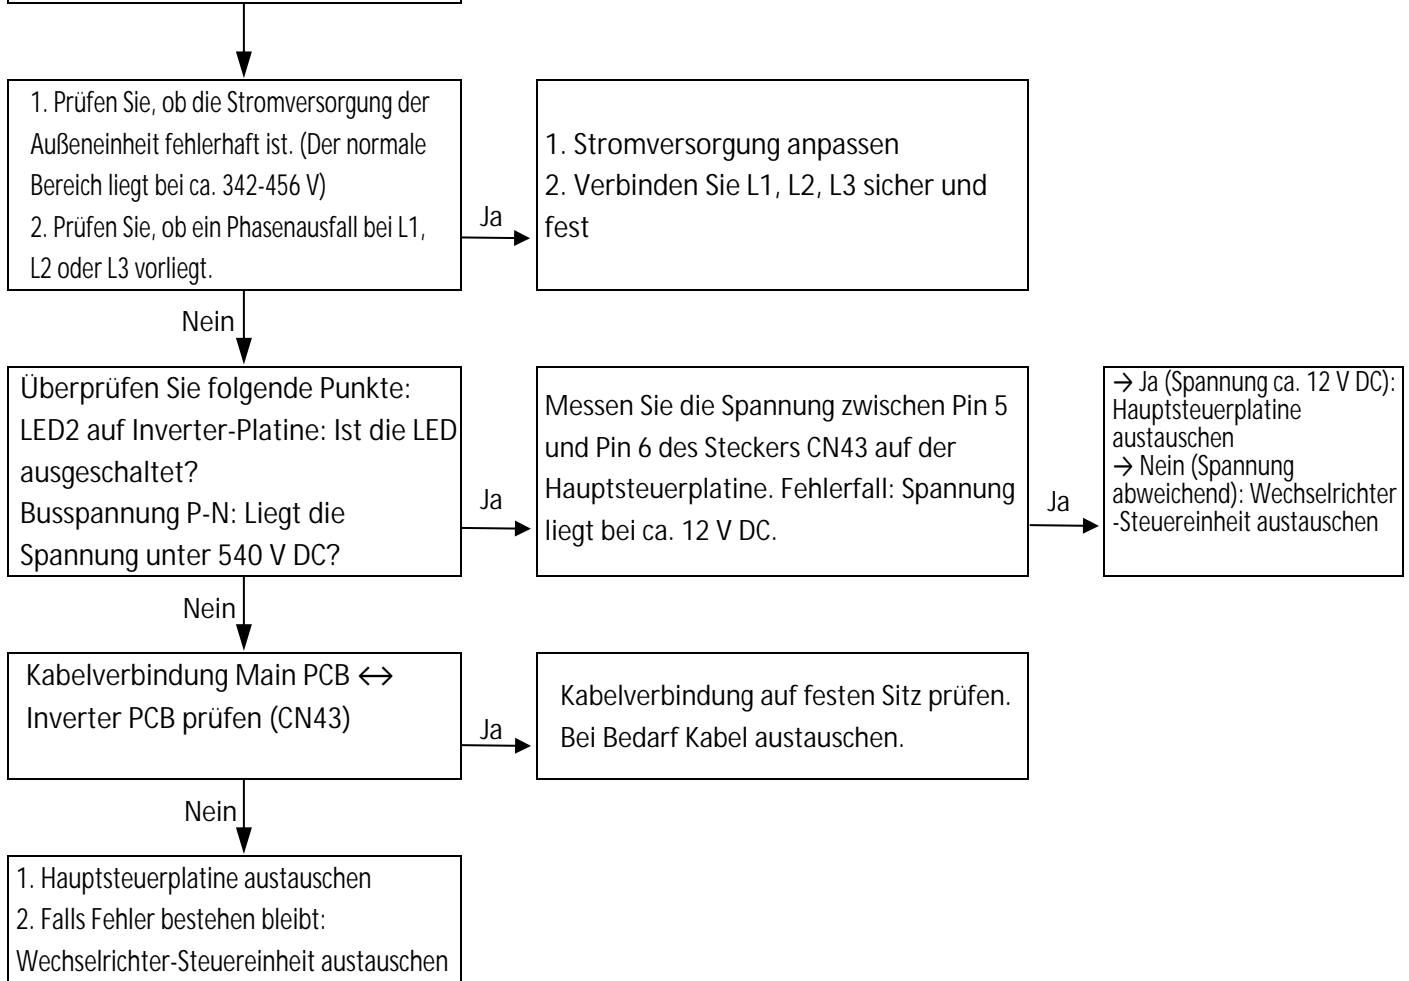 1. Prüfen Sie, ob die Stromversorgung der
Außeneinheit fehlerhaft ist. (Der normale
Bereich liegt bei ca. 342-456 V)
2. Prüfen Sie, ob ein Phasenausfall bei L1,
L2 oder L3 vorliegt.
Ja
1. Stromversorgung anpassen
2. Verbinden Sie L1, L2, L3 sicher und
fest
Nein
Überprüfen Sie folgende Punkte:
LED2 auf Inverter-Platine: Ist die LED
ausgeschaltet?
Busspannung P-N: Liegt die
Spannung unter 540 V DC?
Ja
Messen Sie die Spannung zwischen Pin 5
und Pin 6 des Steckers CN43 auf der
Hauptsteuerplatine. Fehlerfall: Spannung
liegt bei ca. 12 V DC.
Ja
→ Ja (Spannung ca. 12 V DC):
Hauptsteuerplatine
austauschen
→ Nein (Spannung
abweichend): Wechselrichter
-Steuereinheit austauschen
Nein
Kabelverbindung Main PCB ↔
Inverter PCB prüfen (CN43)
Ja
Kabelverbindung auf festen Sitz prüfen.
Bei Bedarf Kabel austauschen.
Nein
1. Hauptsteuerplatine austauschen
2. Falls Fehler bestehen bleibt:
Wechselrichter-Steuereinheit austauschen